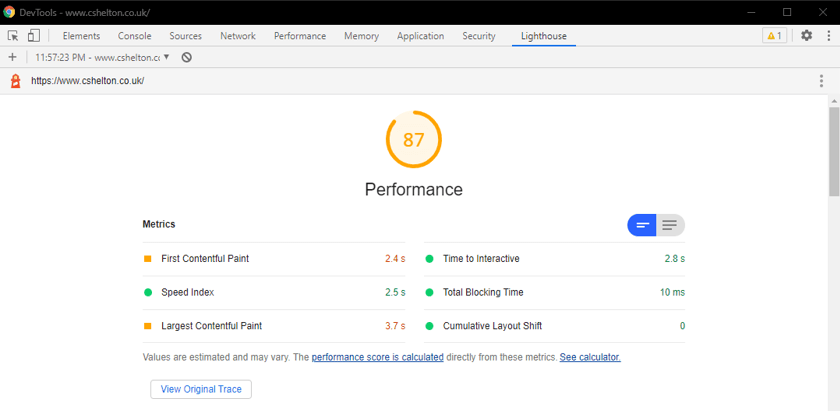 DevTools - www.cshelton.co.uk/
Elements Console Sources Network Performance Memory Application Security Lighthouse 1
11:57:23 PM - www.cshelton.cc
https://www.cshelton.co.uk/
87
Performance
Metrics
First Contentful Paint 2.4 s Time to Interactive 2.8 s
Speed Index 2.5 s Total Blocking Time 10 ms
Largest Contentful Paint 3.7 s Cumulative Layout Shift 0
Values are estimated and may vary. The performance score is calculated directly from these metrics. See calculator.
View Original Trace